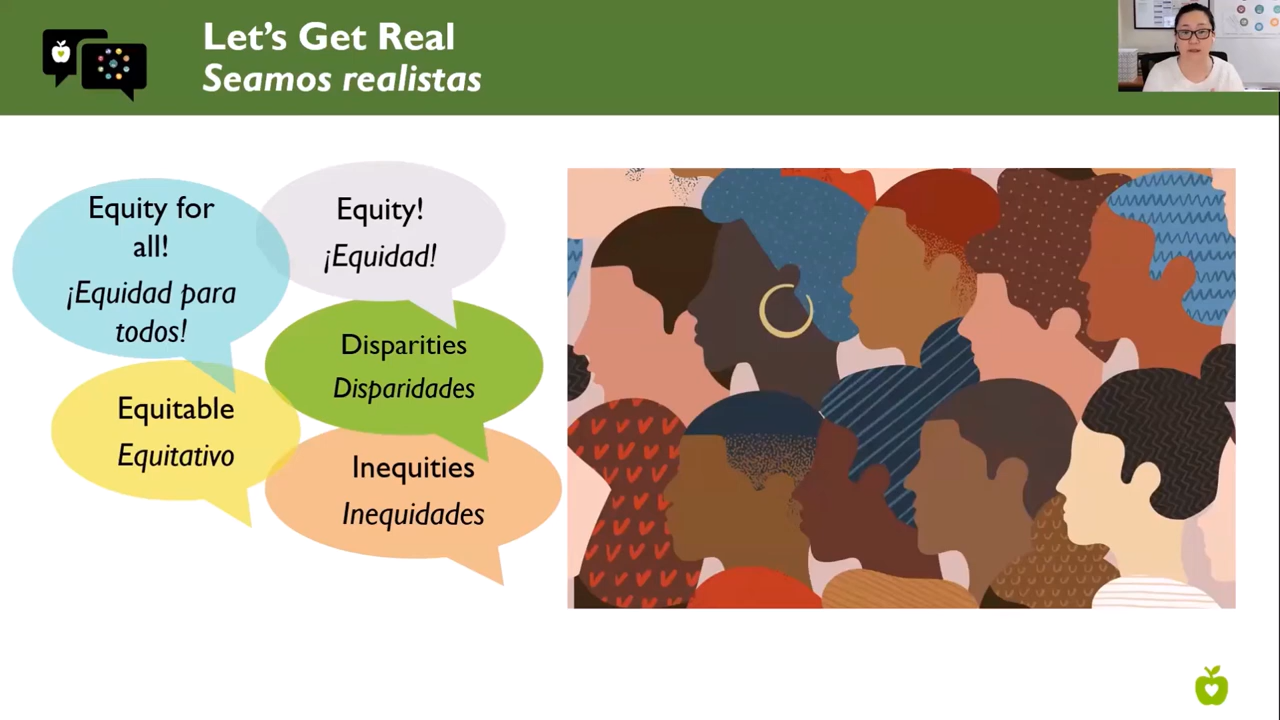 Let's Get Real
Seamos realistas
Equity for
all!
¡Equidad para
todos!
Equity!
¡Equidad!
Disparities
Disparidades
Equitable
Equitativo
Inequities
Inequidades